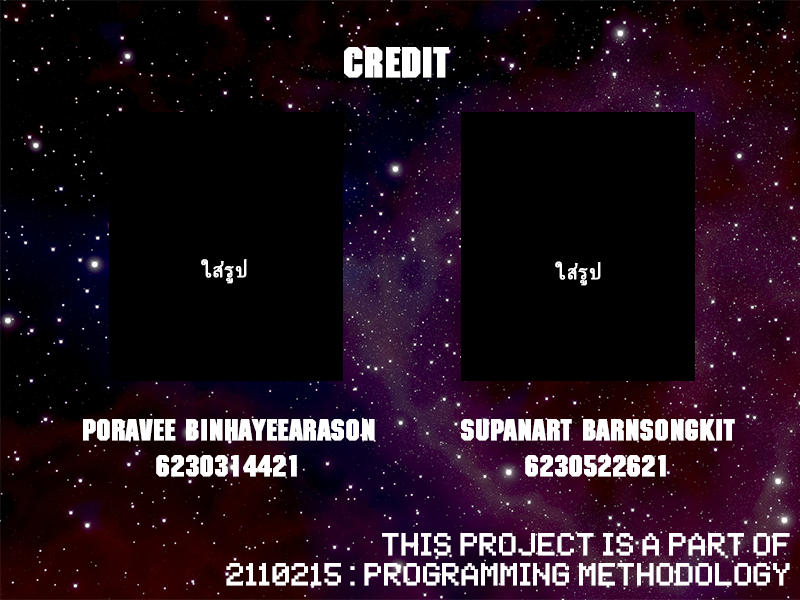 CREDIT
ใส่รูป
ใส่รูป
PORAVEE BINHAYEEARASON
SUPANART BARNSONGKIT
6230314421
6230522621
THIS PROJECT IS A PART OF
2110215 : PROGRAMMING METHODOLOGY